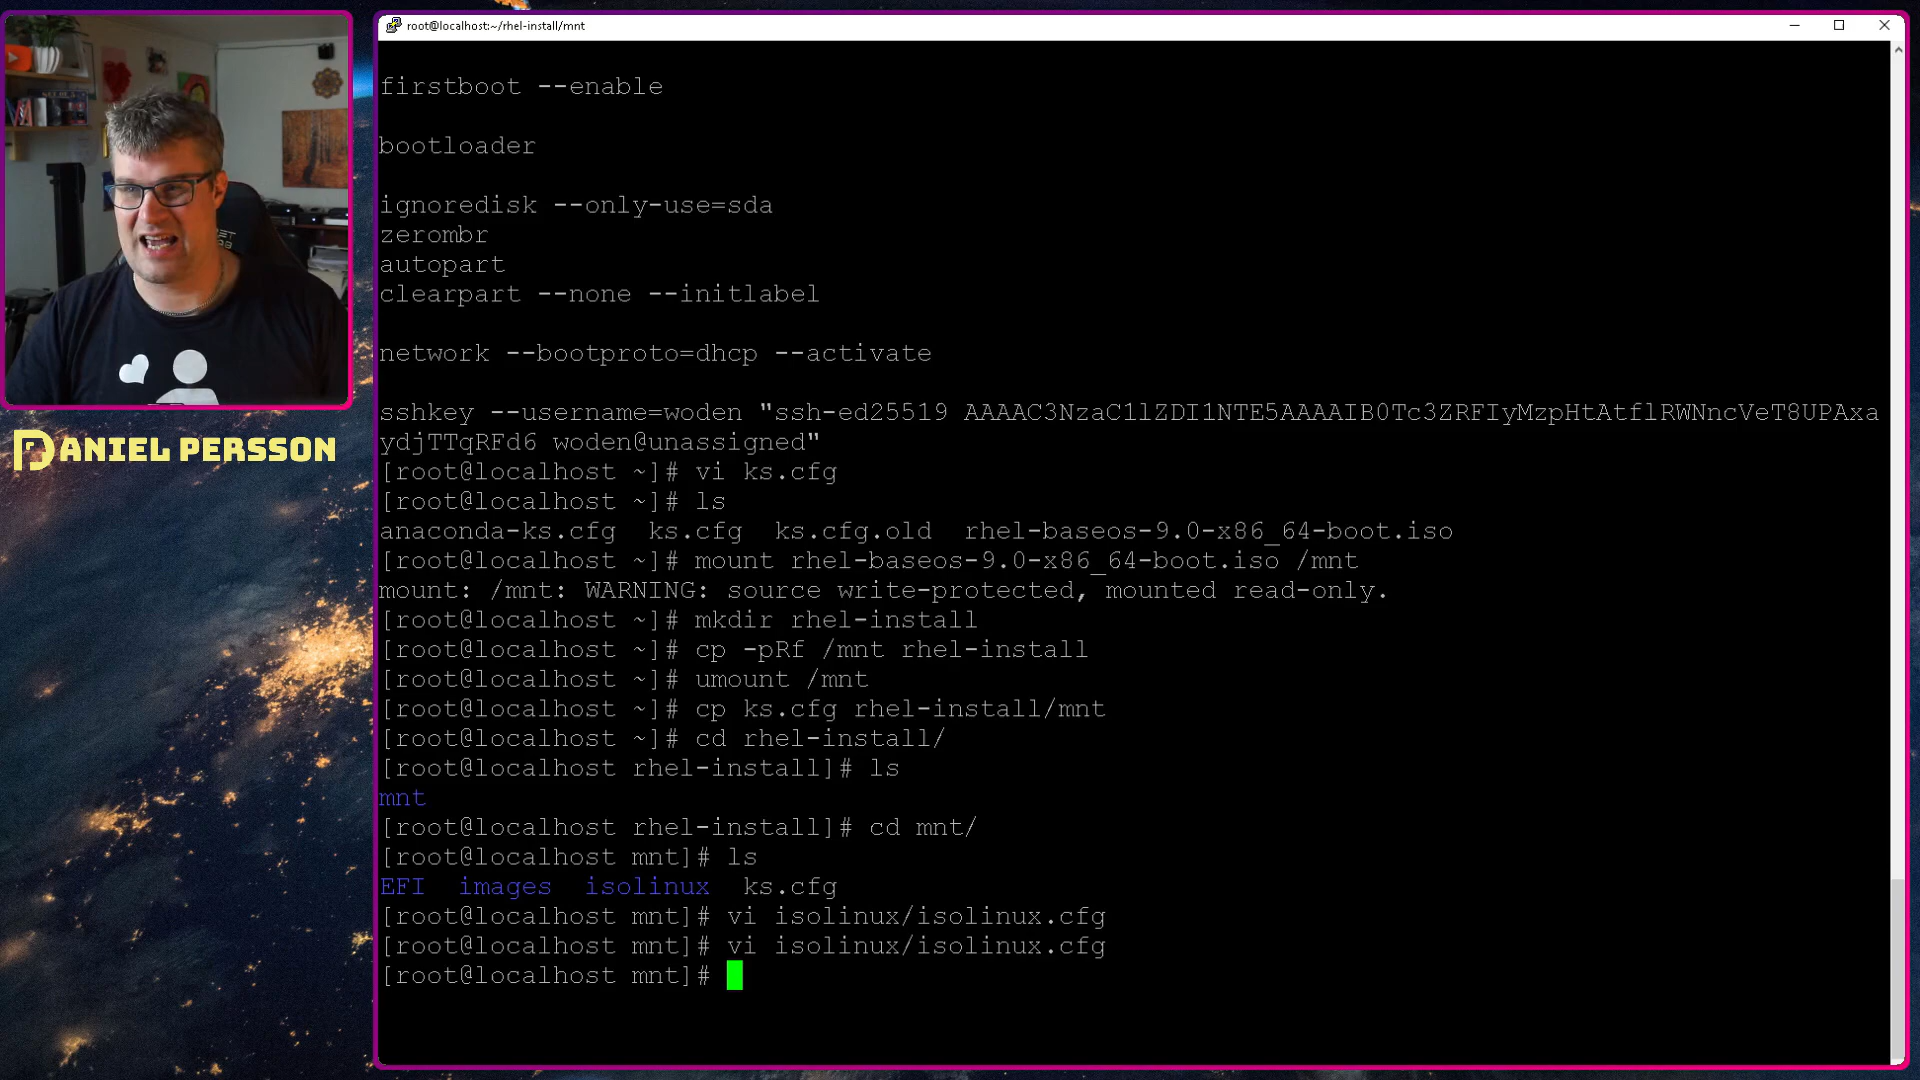 root@localhost:~/rhel-install/mnt
firstboot --enable
bootloader
ignoredisk --only-use=sda
zerombr
autopart
clearpart --none --initlabel
network --bootproto=dhcp --activate
sshkey --username=woden "ssh-ed25519 AAAAC3NzaC1lZDI1NTE5AAAAIB0Tc3ZRFIyMzpHtAtflRWNncVeT8UPAxa
ydjTTqRFd6 woden@unassigned"
[root@localhost ~]# vi ks.cfg
[root@localhost ~]# ls
anaconda-ks.cfg  ks.cfg  ks.cfg.old  rhel-baseos-9.0-x86_64-boot.iso
[root@localhost ~]# mount rhel-baseos-9.0-x86_64-boot.iso /mnt
mount: /mnt: WARNING: source write-protected, mounted read-only.
[root@localhost ~]# mkdir rhel-install
[root@localhost ~]# cp -pRf /mnt rhel-install
[root@localhost ~]# umount /mnt
[root@localhost ~]# cp ks.cfg rhel-install/mnt
[root@localhost ~]# cd rhel-install/
[root@localhost rhel-install]# ls
mnt
[root@localhost rhel-install]# cd mnt/
[root@localhost mnt]# ls
EFI  images  isolinux  ks.cfg
[root@localhost mnt]# vi isolinux/isolinux.cfg
[root@localhost mnt]# vi isolinux/isolinux.cfg
[root@localhost mnt]#
DANIEL PERSSON